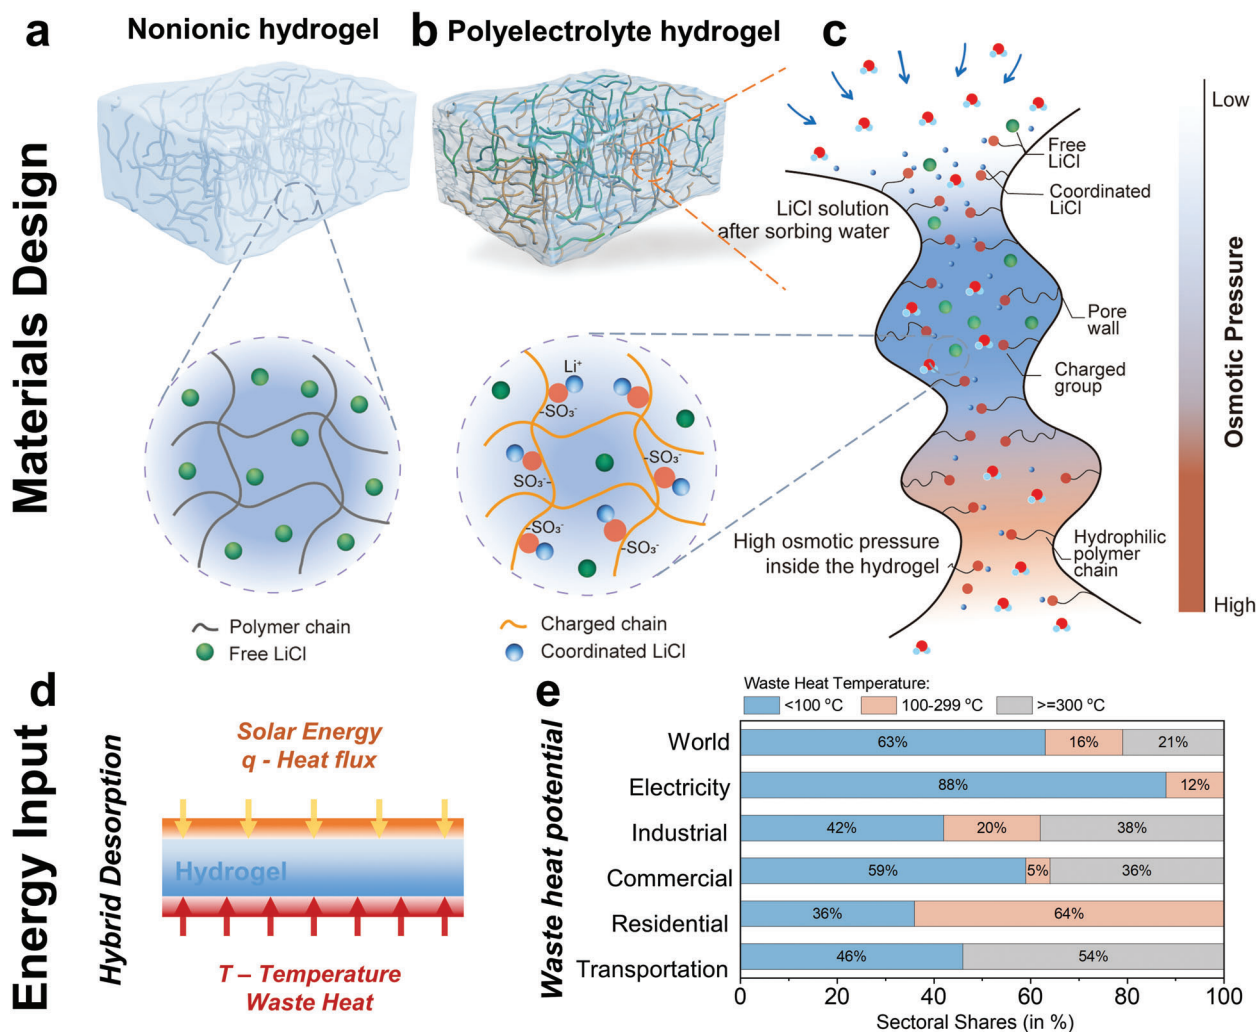 a
Nonionic hydrogel
b
Polyelectrolyte hydrogel
c
Materials Design
Low
Free
LiCl
Coordinated
LiCl
LiCl solution
after sorbing water
Pore
wall
Charged
group
Osmotic Pressure
Li⁺
-SO₃⁻
-SO₃⁻
SO₃⁻-
-SO₃⁻
-SO₃⁻
High osmotic pressure
inside the hydrogel
Hydrophilic
polymer
chain
High
Polymer chain
Free LiCl
Charged chain
Coordinated LiCl
d
Energy Input
Hybrid Desorption
Solar Energy
q - Heat flux
Hydrogel
T – Temperature
Waste Heat
e
Waste heat potential
Waste Heat Temperature:
<100 ºC
100-299 ºC
>=300 ºC
World
63%
16%
21%
Electricity
88%
12%
Industrial
42%
20%
38%
Commercial
59%
5%
36%
Residential
36%
64%
Transportation
46%
54%
0
20
40
60
80
100
Sectoral Shares (in %)